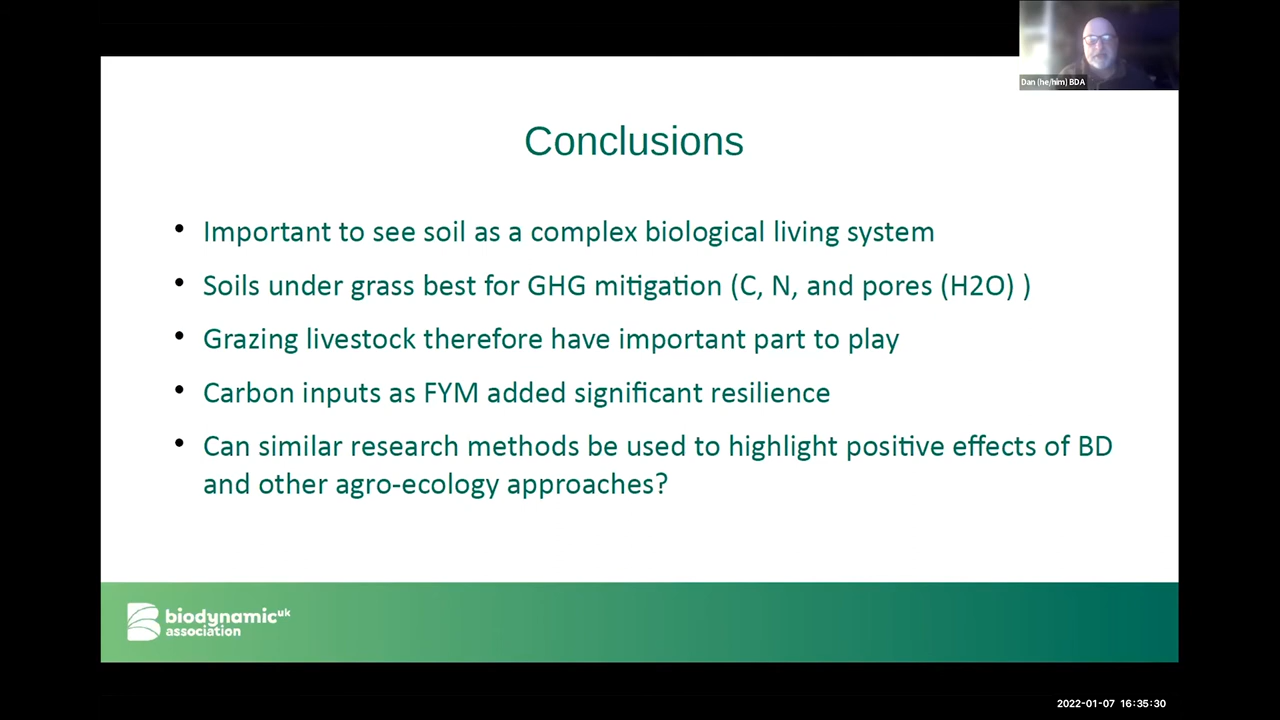 Dan (he/him) BDA
Conclusions
• Important to see soil as a complex biological living system
• Soils under grass best for GHG mitigation (C, N, and pores (H2O) )
• Grazing livestock therefore have important part to play
• Carbon inputs as FYM added significant resilience
• Can similar research methods be used to highlight positive effects of BD
and other agro-ecology approaches?
biodynamic uk
association
2022-01-07 16:35:30